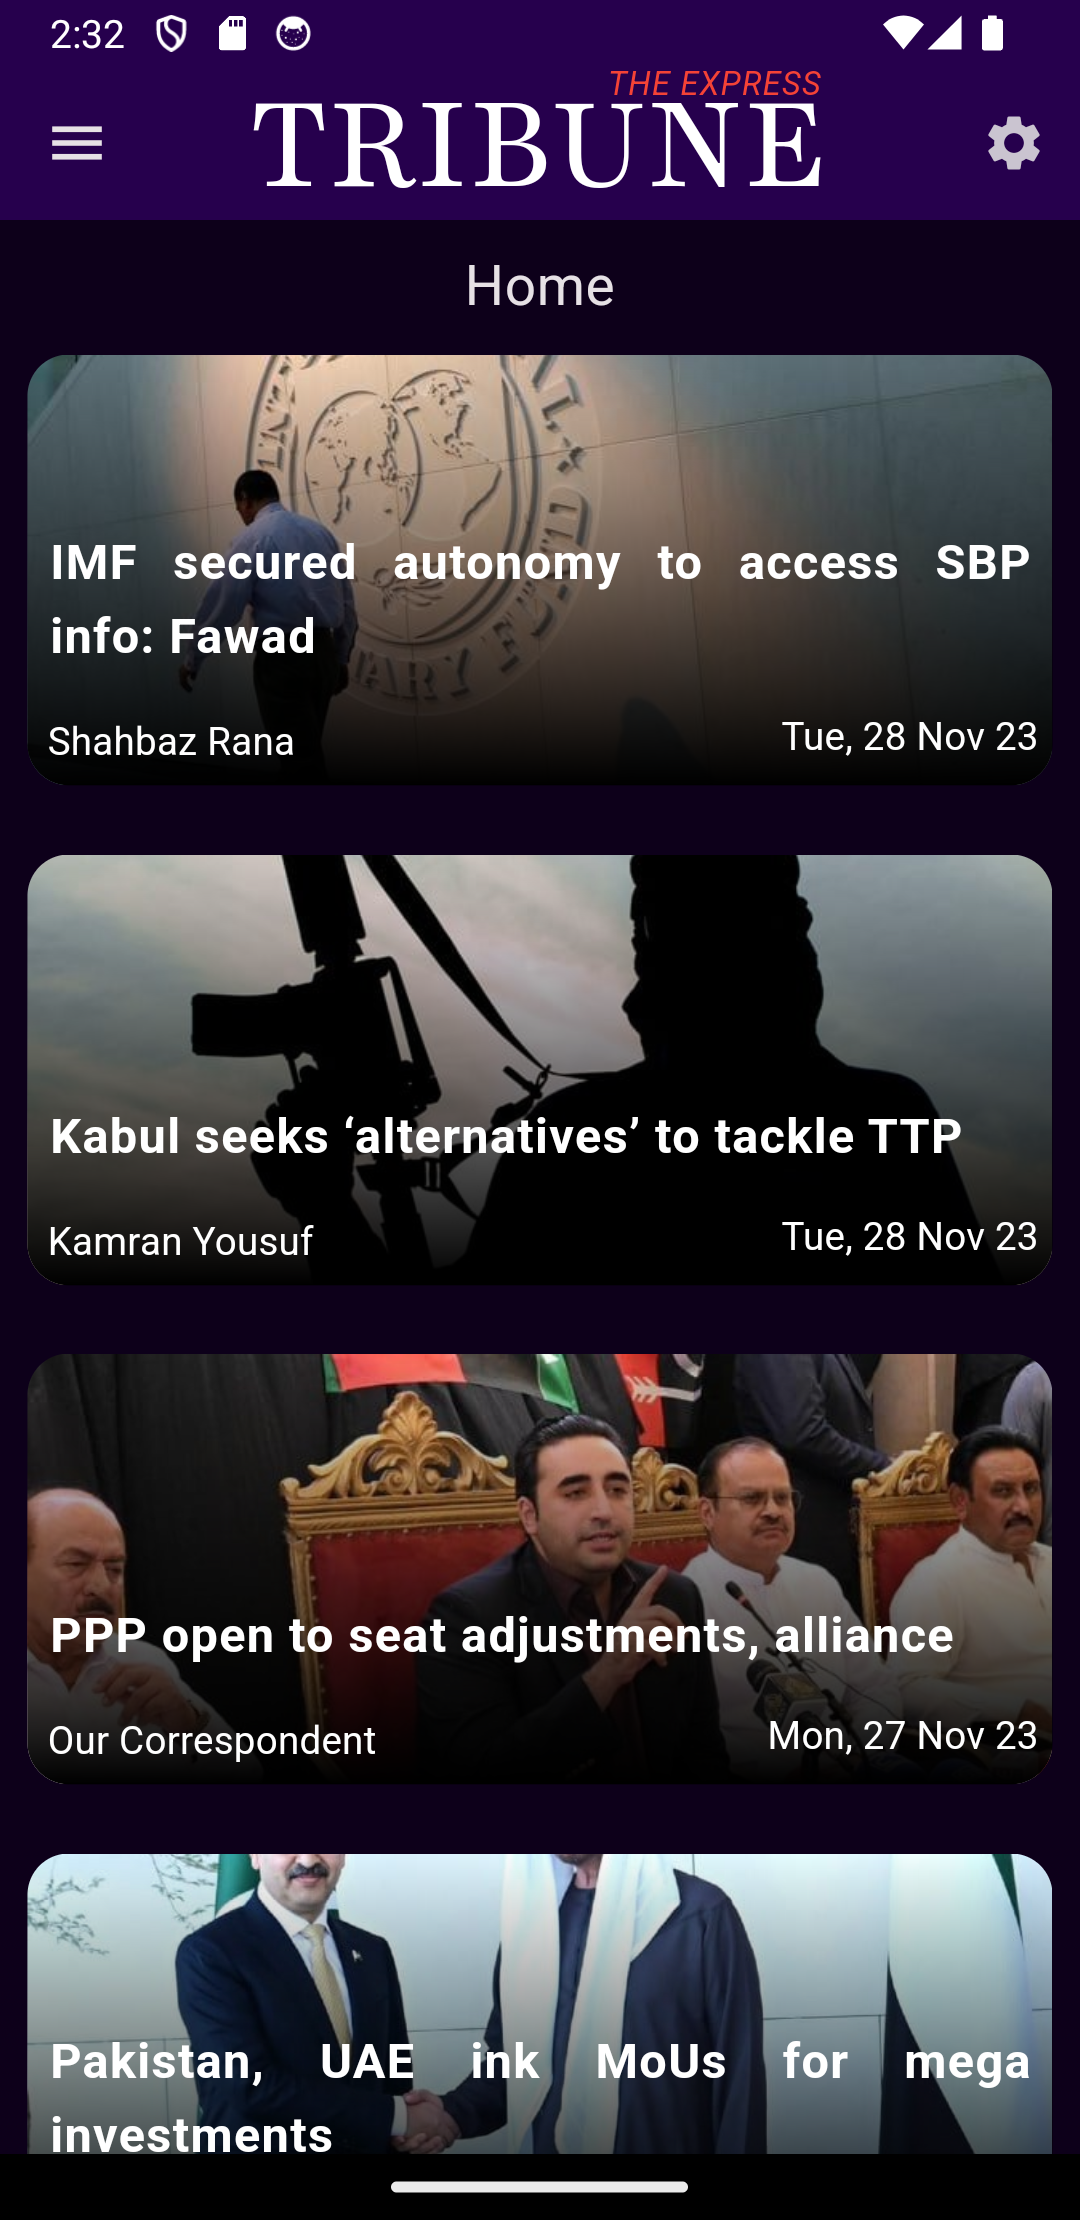 2:32
THE EXPRESS
TRIBUNE
Home
IMF secured autonomy to access SBP
info: Fawad
Shahbaz Rana
Tue, 28 Nov 23
Kabul seeks ‘alternatives’ to tackle TTP
Kamran Yousuf
Tue, 28 Nov 23
PPP open to seat adjustments, alliance
Our Correspondent
Mon, 27 Nov 23
Pakistan, UAE ink MoUs for mega
investments